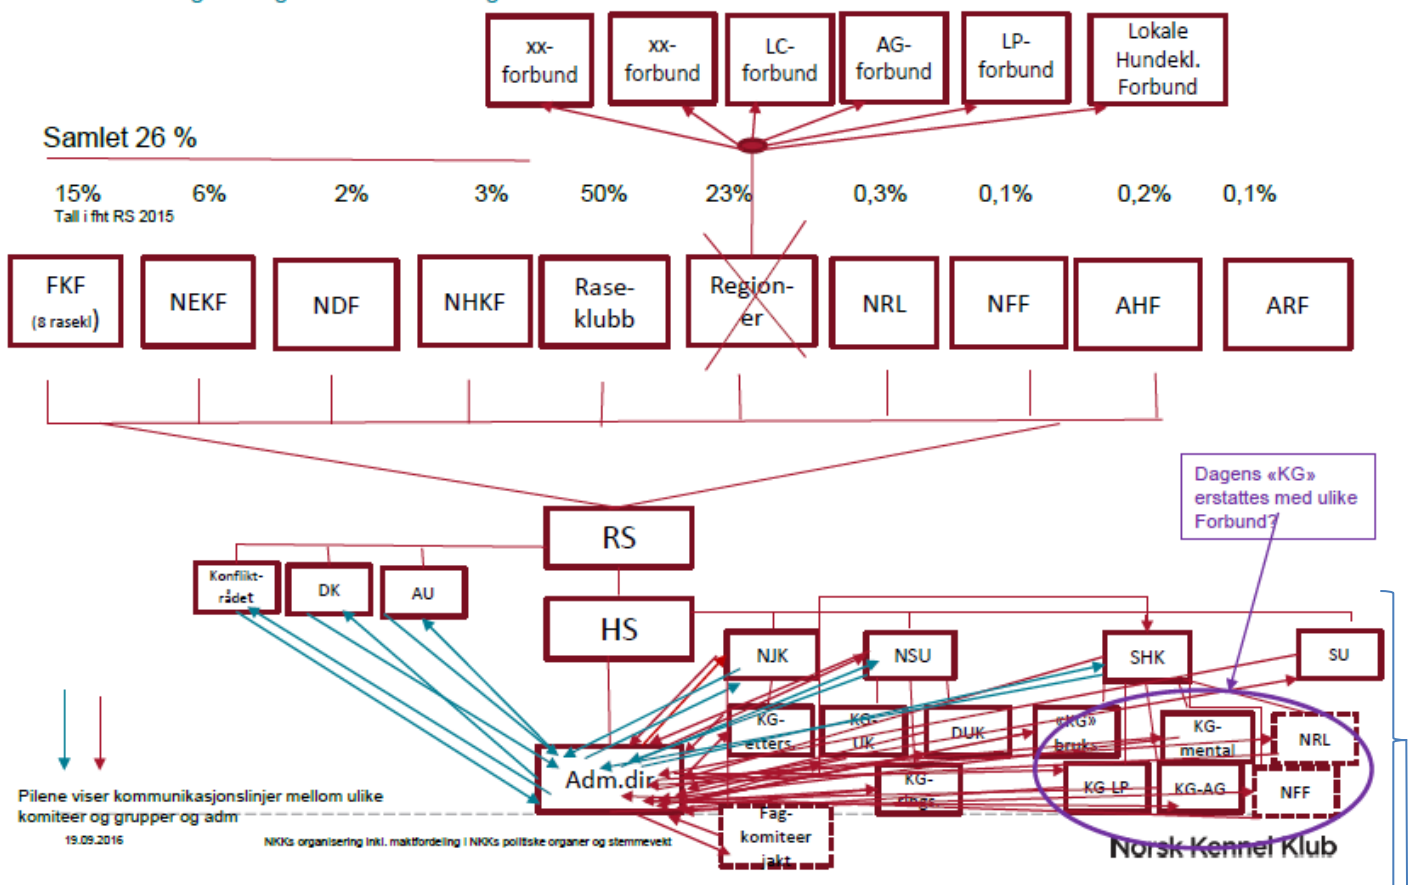 xx-
forbund
xx-
forbund
LC-
forbund
AG-
forbund
LP-
forbund
Lokale
Hundekl.
Forbund
Samlet 26 %
15%
6%
2%
3%
50%
23%
0,3%
0,1%
0,2%
0,1%
Tall i fht RS 2015
FKF
(8 rasekl)
NEKF
NDF
NHKF
Rase-
klubb
Region-
er
NRL
NFF
AHF
ARF
Dagens «KG»
erstattes med ulike
Forbund?
RS
Konflikt-
rådet
DK
AU
HS
NJK
NSU
SHK
SU
KG-
etters.
KG-
UK
DUK
«KG»
bruks
KG-
mental
NRL
Adm.dir
KG-
rings.
KG-LP
KG-AG
NFF
Fag-
komiteer
jakt
Pilene viser kommunikasjonslinjer mellom ulike
komiteer og grupper og adm
19.09.2016
NKKs organisering inkl. maktfordeling i NKKs politiske organer og stemmevekt
Norsk Kennel Klub